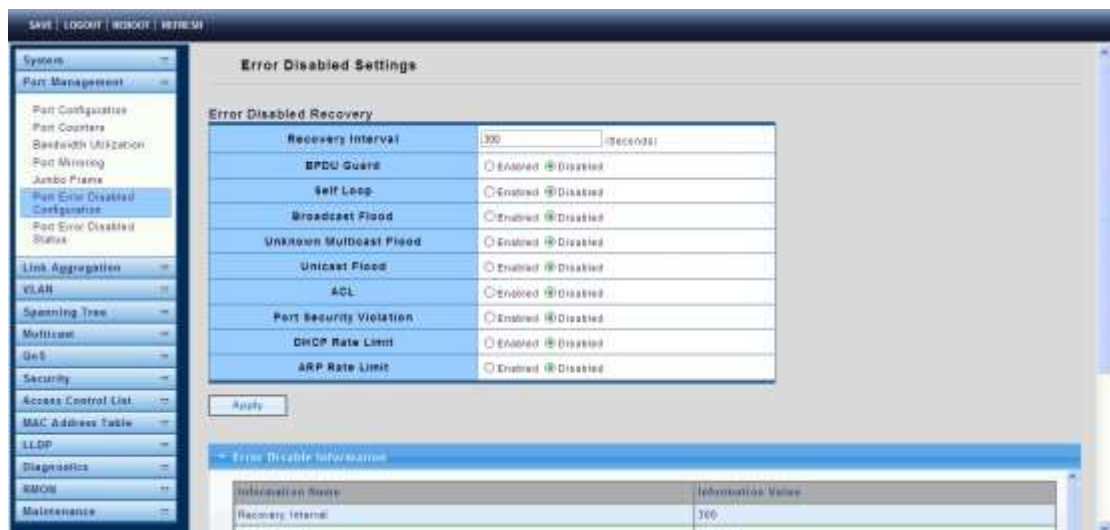 SAVE | LOGOUT | REBOOT | REFRESH
System
Port Management
Port Configuration
Port Counters
Bandwidth Utilization
Port Mirroring
Jumbo Frame
Port Error Disabled
Configuration
Port Error Disabled
Status
Link Aggregation
VLAN
Spanning Tree
Multicast
QoS
Security
Access Control List
MAC Address Table
LLDP
Diagnostics
RMON
Maintenance
Error Disabled Settings
Error Disabled Recovery
Recovery Interval 300 (Seconds)
BPDU Guard Enabled Disabled
Self Loop Enabled Disabled
Broadcast Flood Enabled Disabled
Unknown Multicast Flood Enabled Disabled
Unicast Flood Enabled Disabled
ACL Enabled Disabled
Port Security Violation Enabled Disabled
DHCP Rate Limit Enabled Disabled
ARP Rate Limit Enabled Disabled
Apply
Error Disable Information
Information Name Information Value
Recovery Interval 300